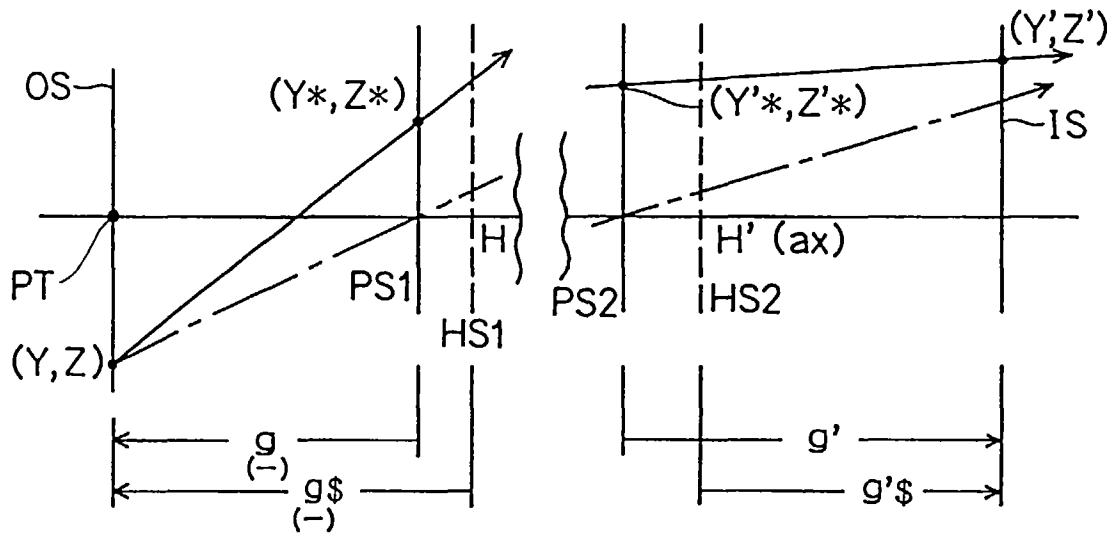 (Y',Z')
OS
(Y*,Z*)
(Y'*,Z'*)
IS
PT
PS1
H
HS1
PS2
H' (ax)
HS2
(Y,Z)
g
(-)
g'
g$
(-)
g'$